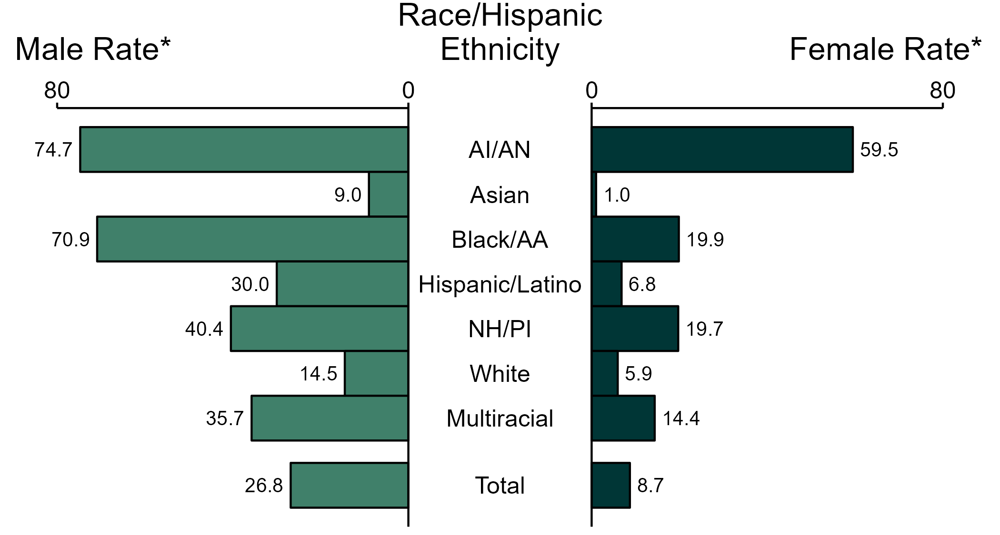 Race/Hispanic
Male Rate* Ethnicity Female Rate*
80 0 0 80
74.7 AI/AN 59.5
9.0 Asian 1.0
70.9 Black/AA 19.9
30.0 Hispanic/Latino 6.8
40.4 NH/PI 19.7
14.5 White 5.9
35.7 Multiracial 14.4
26.8 Total 8.7